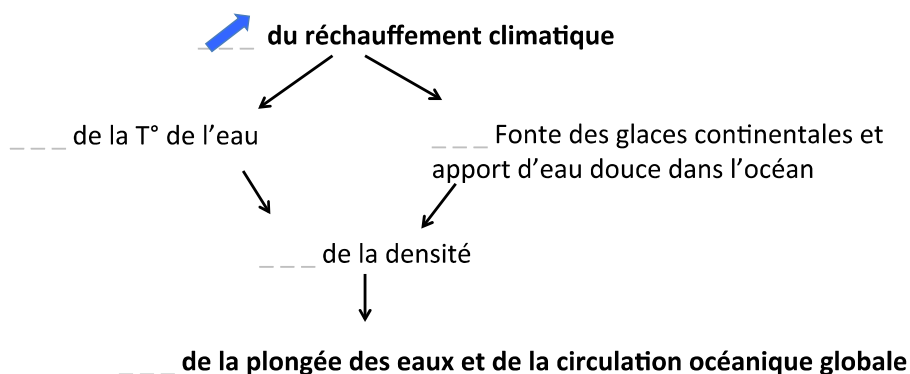 _ _ _ du réchauffement climatique
_ _ _ de la T° de l'eau
_ _ _ Fonte des glaces continentales et
apport d'eau douce dans l'océan
_ _ _ de la densité
_ _ _ de la plongée des eaux et de la circulation océanique globale